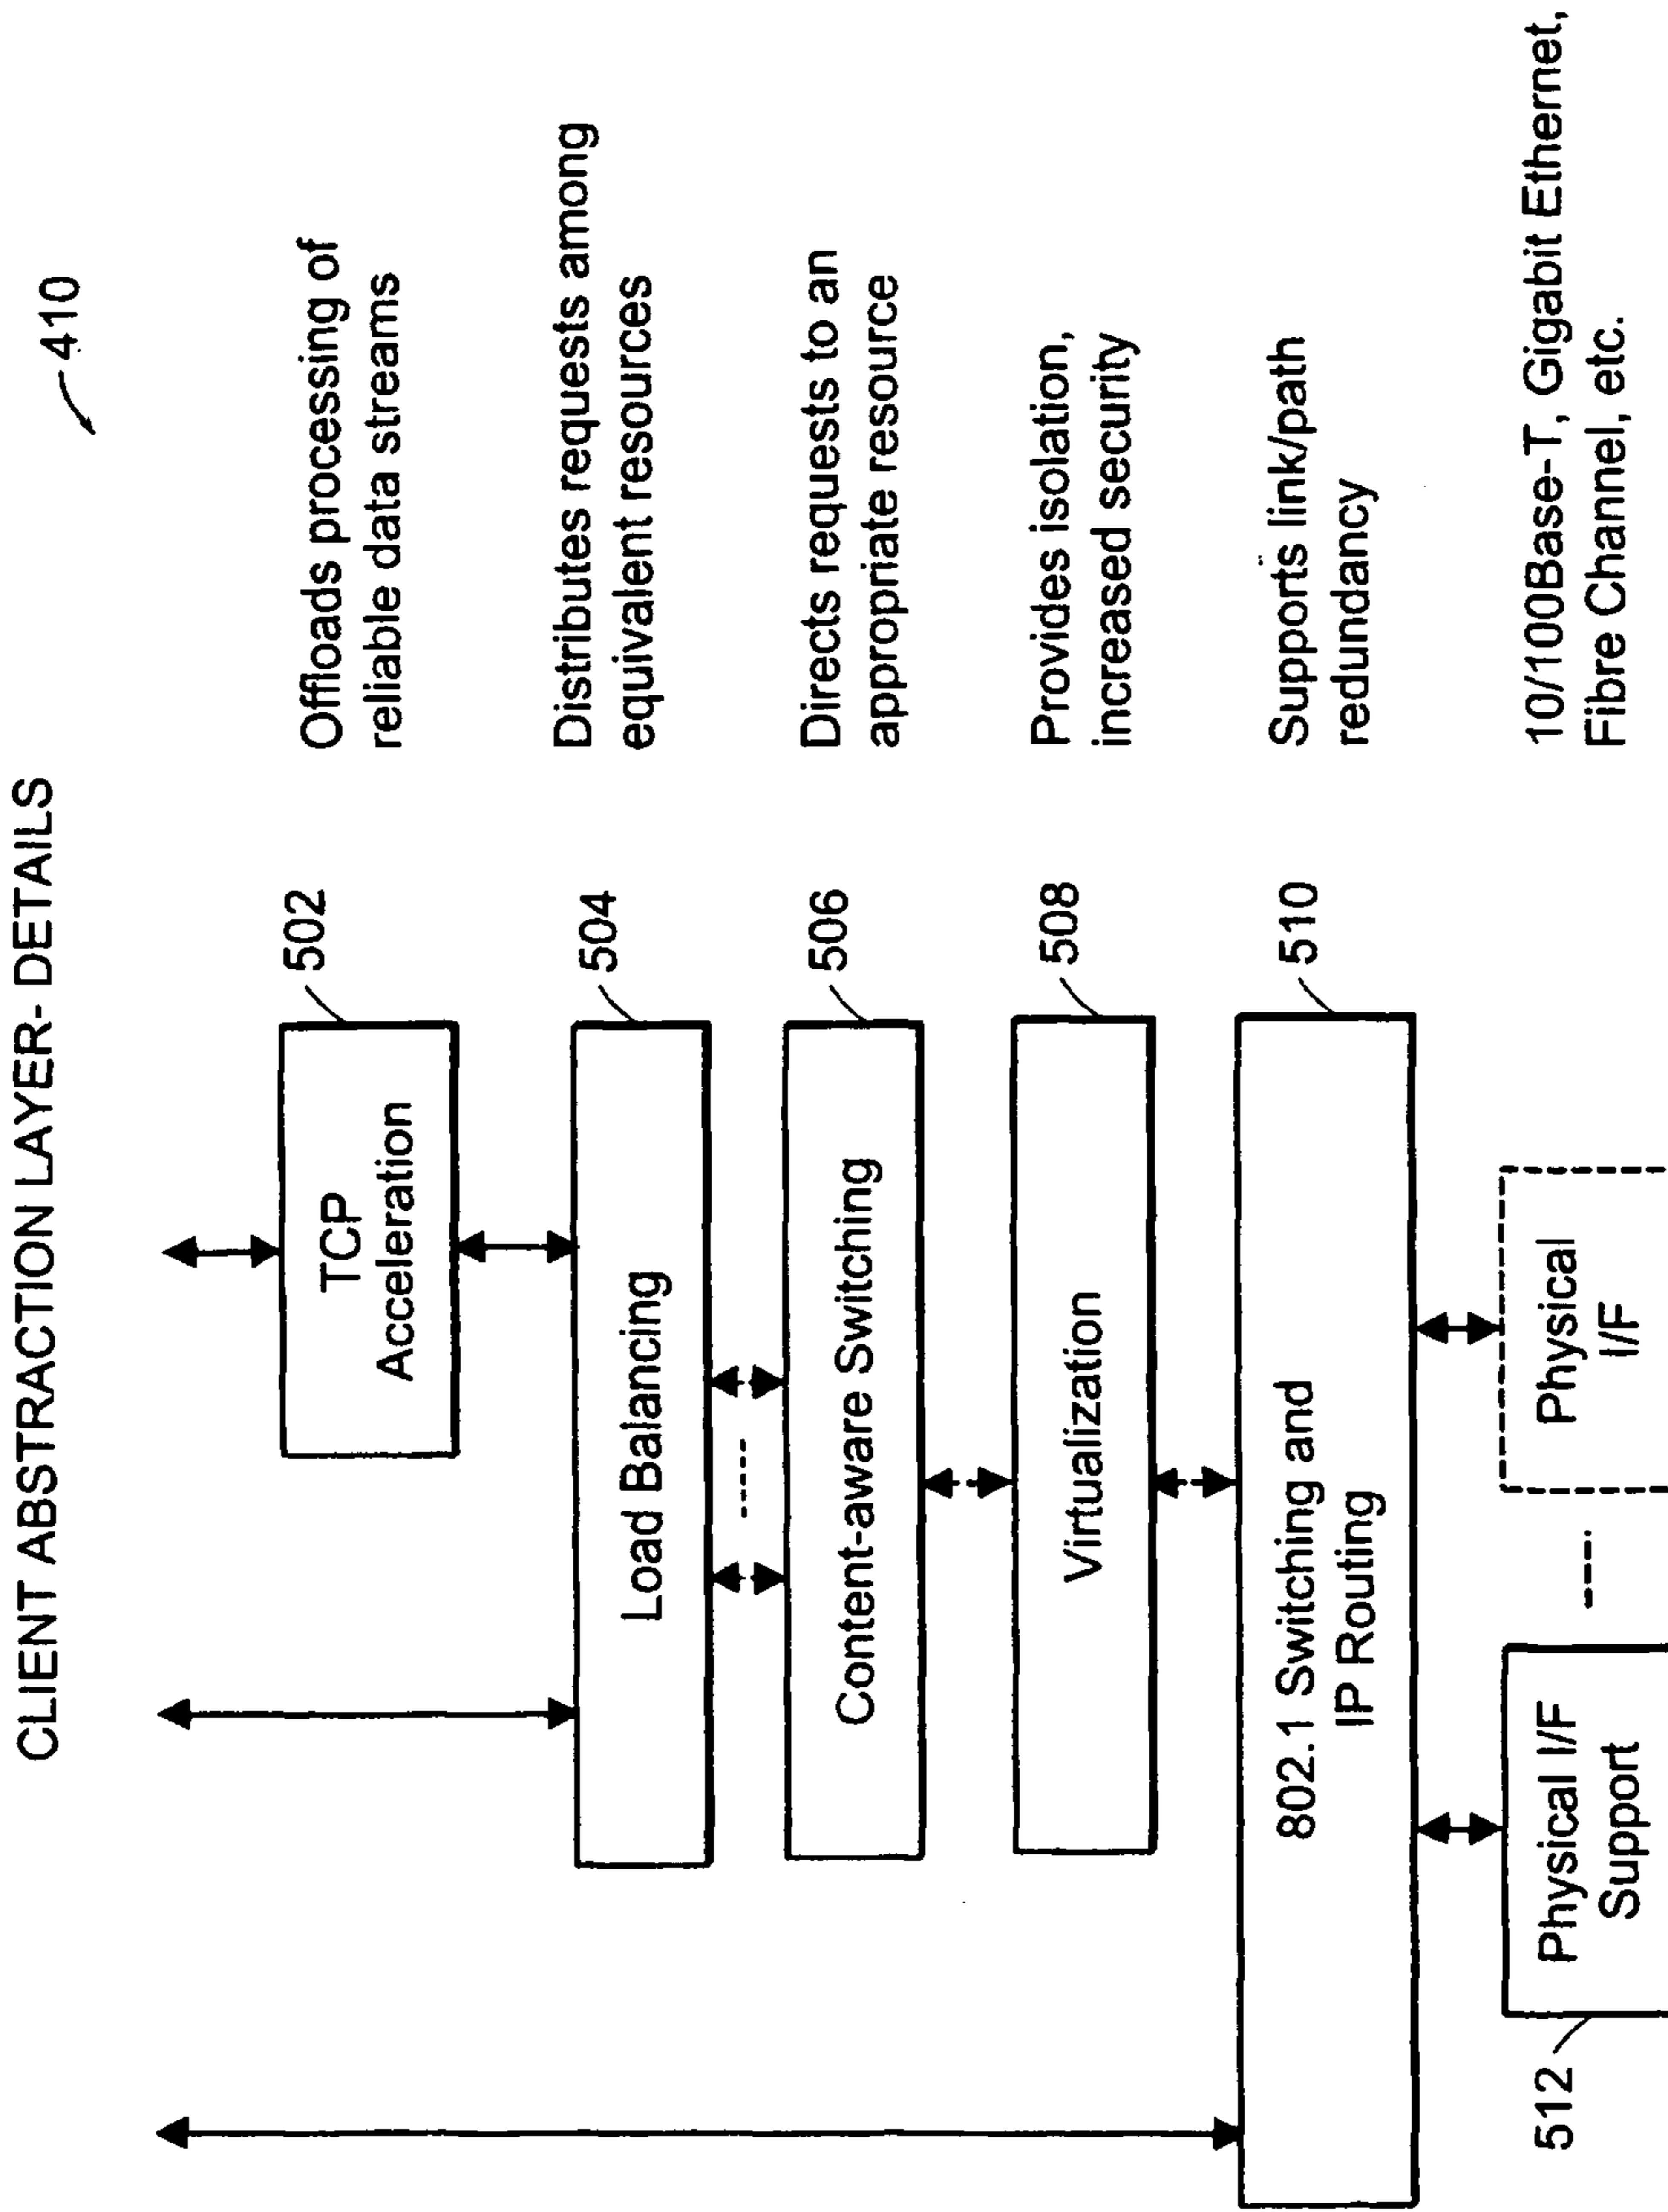 CLIENT ABSTRACTION LAYER- DETAILS
410
TCP
Acceleration
502
Offloads processing of
reliable data streams
Load Balancing
504
Distributes requests among
equivalent resources
Content-aware Switching
506
Directs requests to an
appropriate resource
Virtualization
508
Provides isolation,
increased security
802.1 Switching and
IP Routing
510
Supports link/path
redundancy
512
Physical I/F
Support
Physical
I/F
10/100Base-T, Gigabit Ethernet,
Fibre Channel, etc.